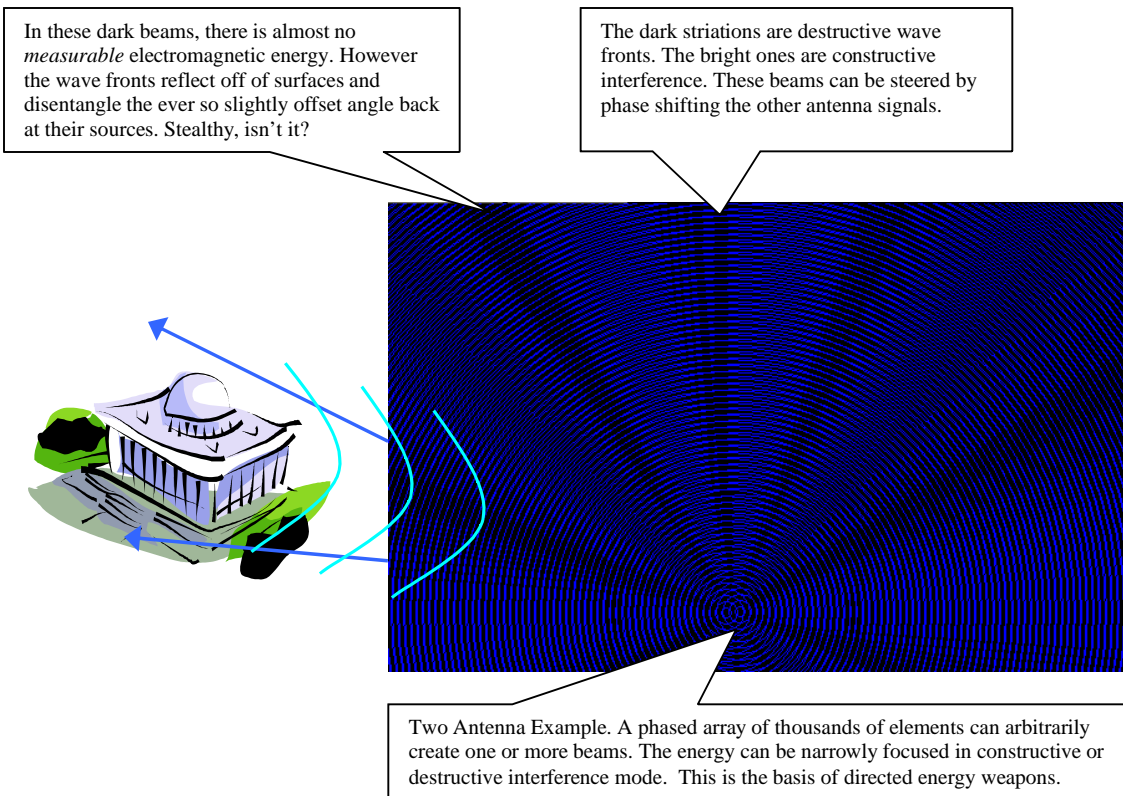 In these dark beams, there is almost no
measurable electromagnetic energy. However
the wave fronts reflect off of surfaces and
disentangle the ever so slightly offset angle back
at their sources. Stealthy, isn’t it?
The dark striations are destructive wave
fronts. The bright ones are constructive
interference. These beams can be steered by
phase shifting the other antenna signals.
Two Antenna Example. A phased array of thousands of elements can arbitrarily
create one or more beams. The energy can be narrowly focused in constructive or
destructive interference mode.  This is the basis of directed energy weapons.